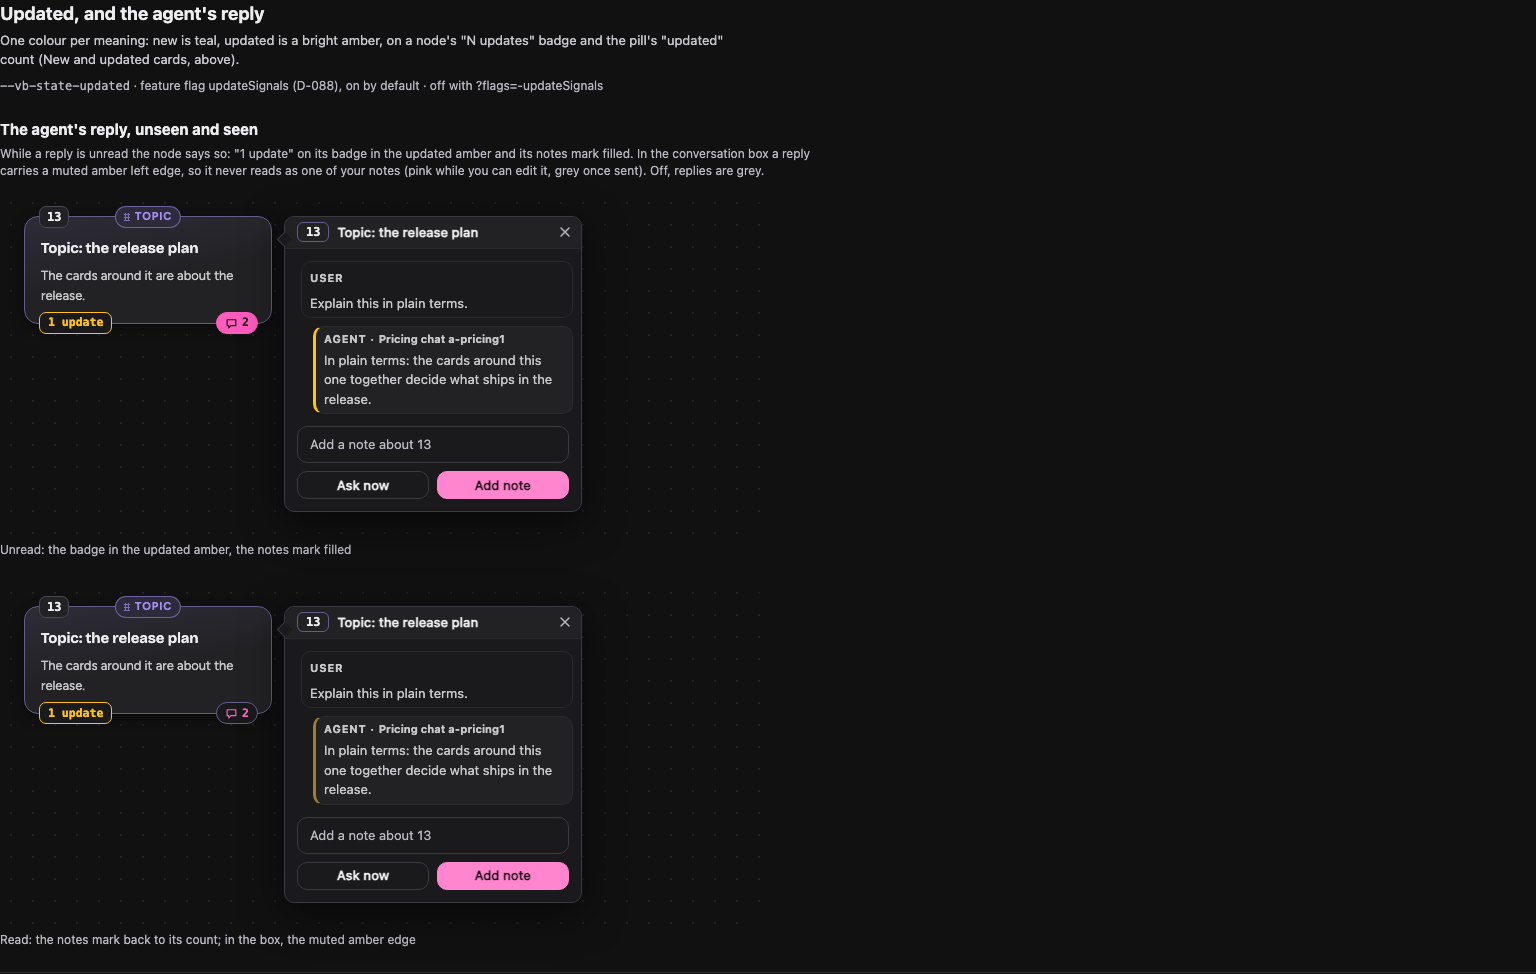 Updated, and the agent's reply
One colour per meaning: new is teal, updated is a bright amber, on a node's "N updates" badge and the pill's "updated"
count (New and updated cards, above).
--vb-state-updated · feature flag updateSignals (D-088), on by default · off with ?flags=-updateSignals
The agent's reply, unseen and seen
While a reply is unread the node says so: "1 update" on its badge in the updated amber and its notes mark filled. In the conversation box a reply
carries a muted amber left edge, so it never reads as one of your notes (pink while you can edit it, grey once sent). Off, replies are grey.
13
TOPIC
Topic: the release plan
The cards around it are about the
release.
1 update
2
13
Topic: the release plan
USER
Explain this in plain terms.
AGENT · Pricing chat a-pricing1
In plain terms: the cards around this
one together decide what ships in the
release.
Add a note about 13
Ask now
Add note
Unread: the badge in the updated amber, the notes mark filled
13
TOPIC
Topic: the release plan
The cards around it are about the
release.
1 update
2
13
Topic: the release plan
USER
Explain this in plain terms.
AGENT · Pricing chat a-pricing1
In plain terms: the cards around this
one together decide what ships in the
release.
Add a note about 13
Ask now
Add note
Read: the notes mark back to its count; in the box, the muted amber edge